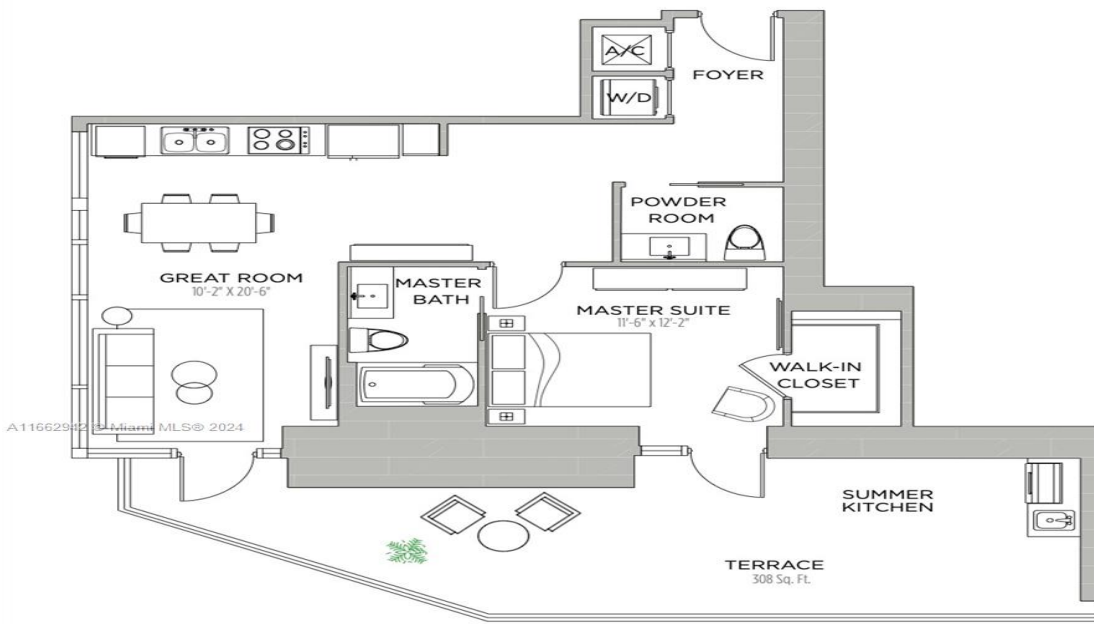 A/C
FOYER
W/D
POWDER
ROOM
GREAT ROOM
10'-2" X 20'-6"
MASTER
BATH
MASTER SUITE
11'-6" x 12'-2"
WALK-IN
CLOSET
A11662942 © Miami MLS® 2024
SUMMER
KITCHEN
TERRACE
308 Sq. Ft.